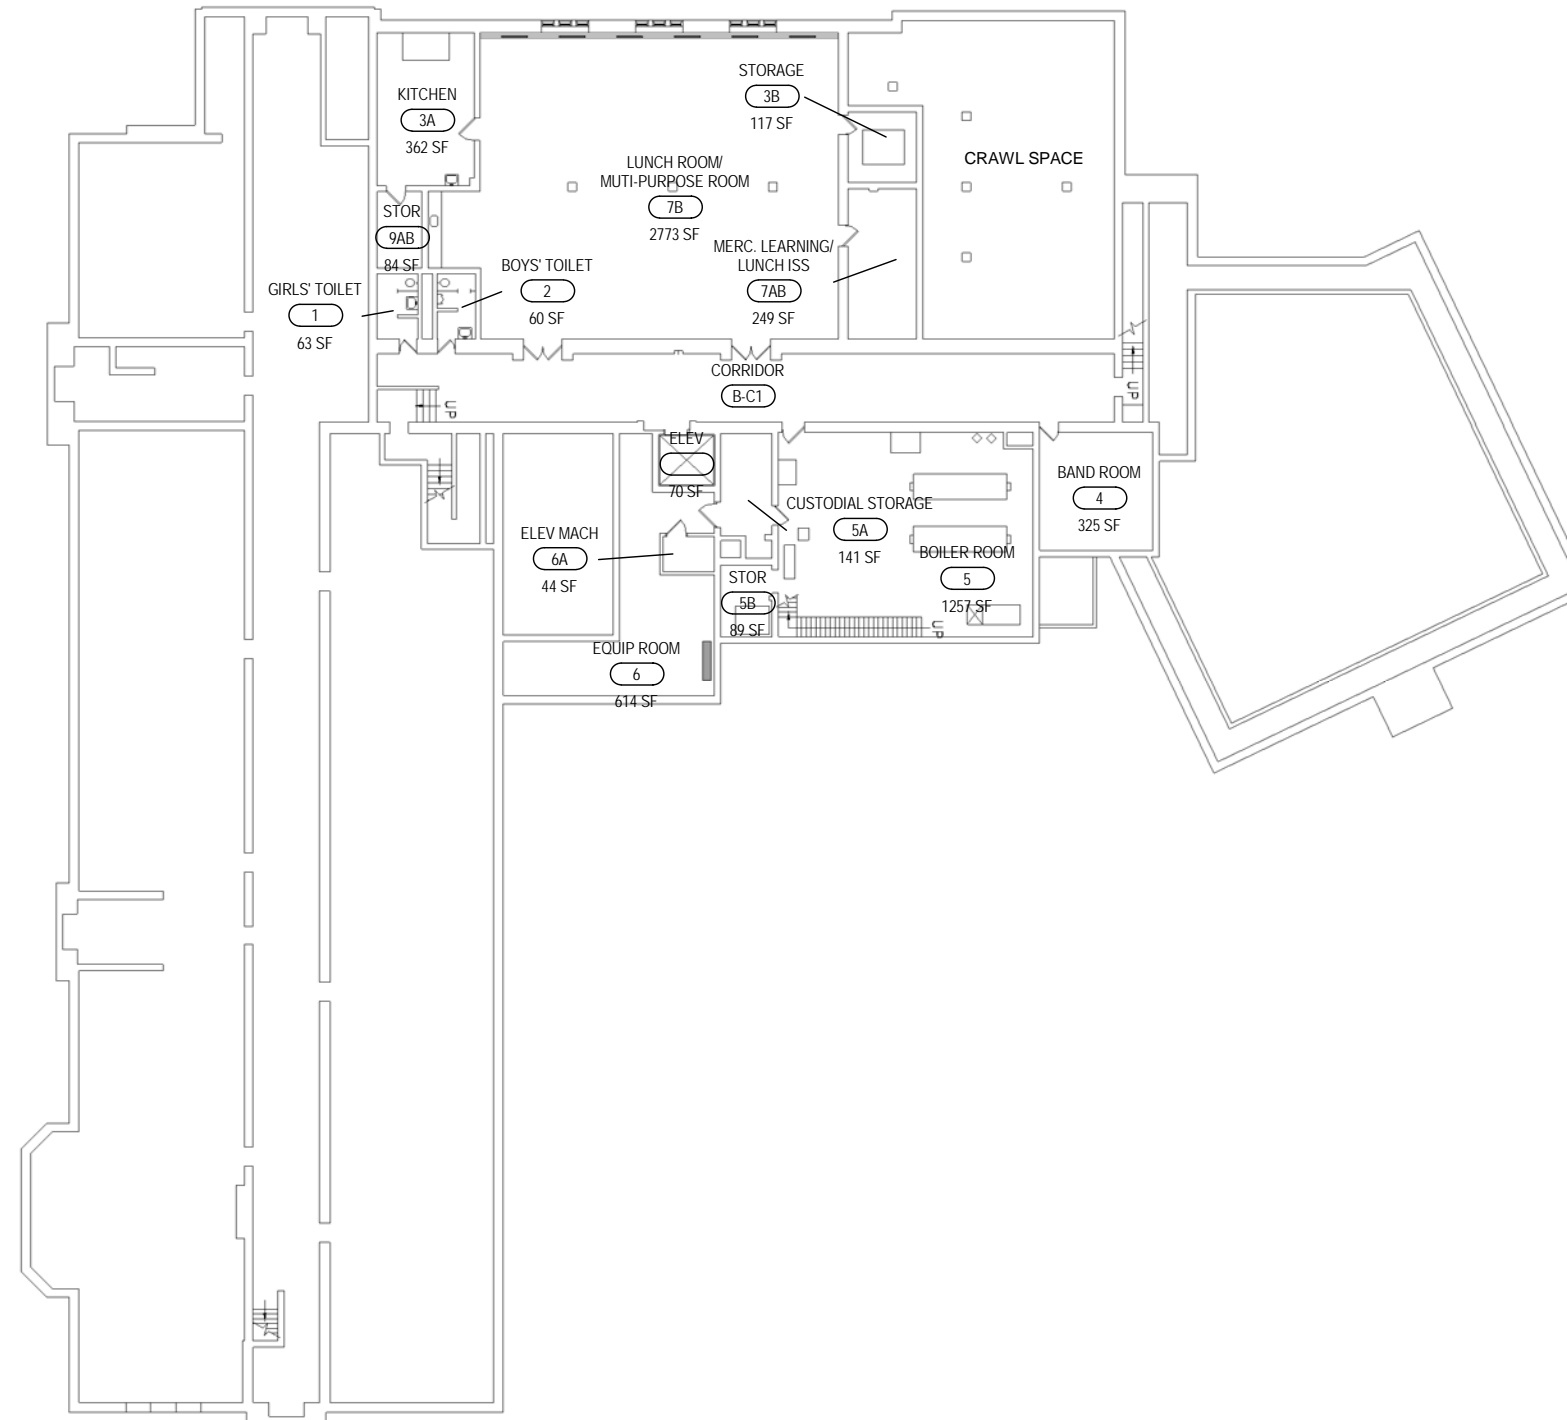 KITCHEN
3A
362 SF
STORAGE
3B
117 SF
CRAWL SPACE
LUNCH ROOM/
MUTI-PURPOSE ROOM
7B
2773 SF
STOR
9AB
84 SF
MERC. LEARNING/
LUNCH ISS
7AB
249 SF
BOYS' TOILET
2
60 SF
GIRLS' TOILET
1
63 SF
CORRIDOR
B-C1
UP
UP
ELEV
70 SF
BAND ROOM
4
325 SF
CUSTODIAL STORAGE
5A
141 SF
ELEV MACH
6A
44 SF
BOILER ROOM
5
1257 SF
STOR
5B
89 SF
UP
EQUIP ROOM
6
614 SF